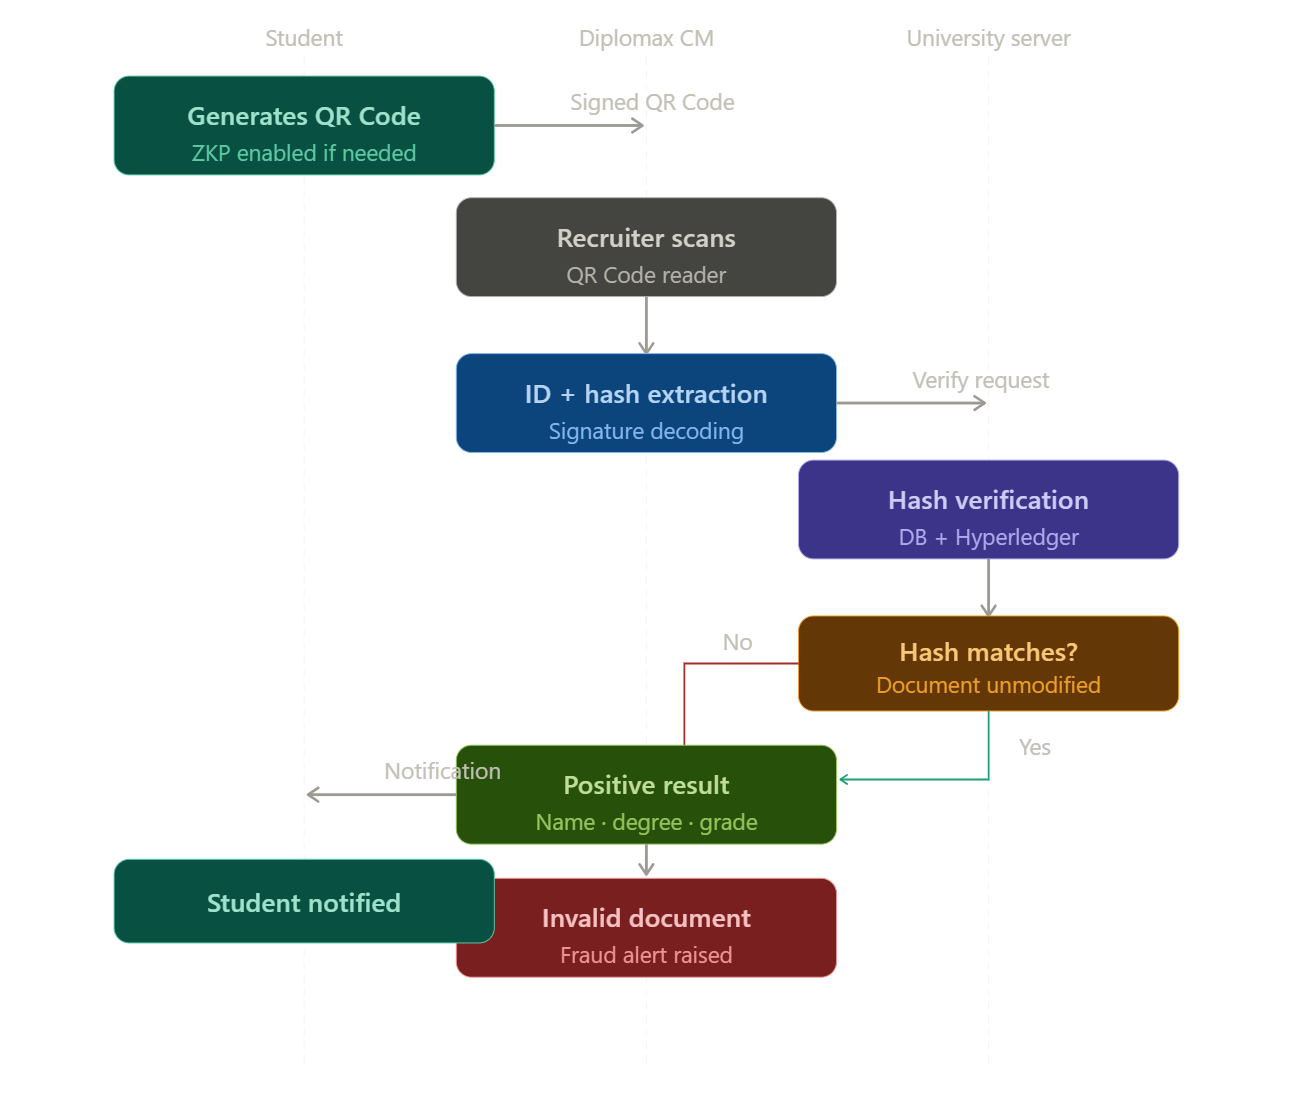 Student
Diplomax CM
University server
Generates QR Code
ZKP enabled if needed
Signed QR Code
Recruiter scans
QR Code reader
ID + hash extraction
Signature decoding
Verify request
Hash verification
DB + Hyperledger
Hash matches?
Document unmodified
No
Yes
Notification
Positive result
Name · degree · grade
Student notified
Invalid document
Fraud alert raised